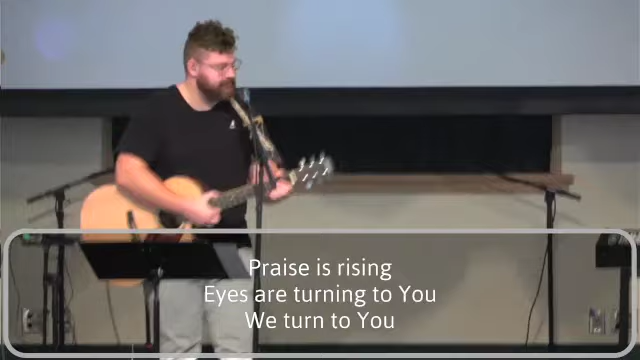 Praise is rising
Eyes are turning to You
We turn to You